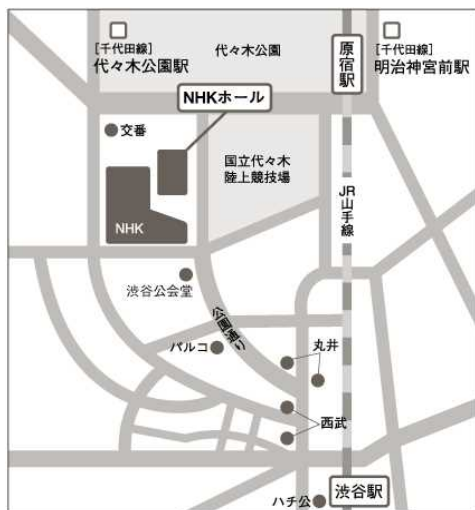 [千代田線]
代々木公園駅
代々木公園
原宿駅
[千代田線]
明治神宮前駅
NHKホール
交番
国立代々木
陸上競技場
JR山手線
NHK
渋谷公会堂
公園通り
パルコ
丸井
西武
渋谷駅
ハチ公